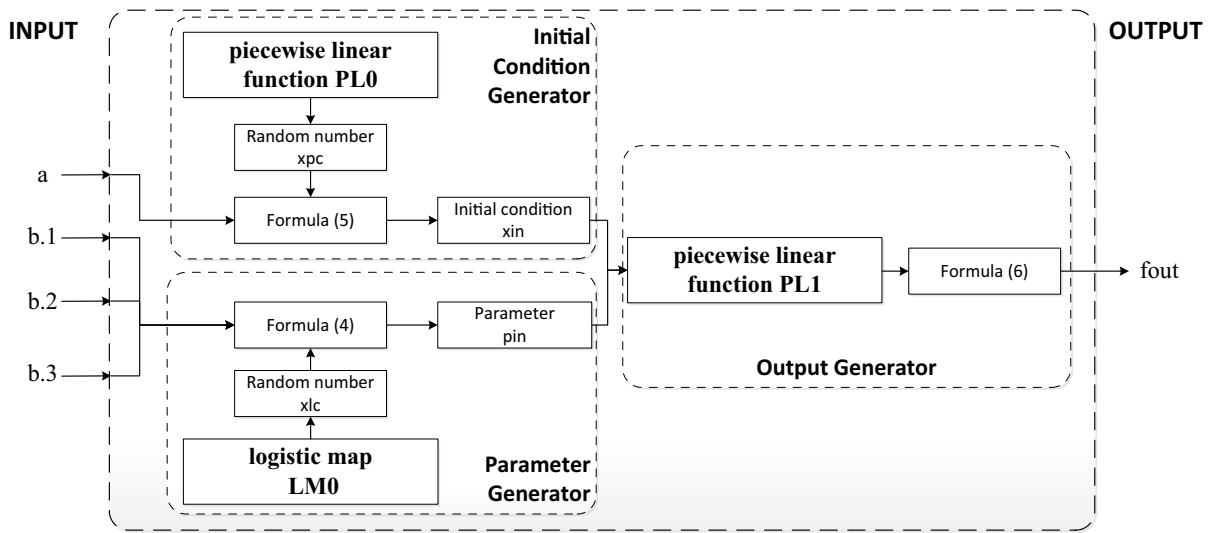 INPUT
OUTPUT
piecewise linear
function PL0
Initial
Condition
Generator
Random number
xpc
a
Formula (5)
Initial condition
xin
b.1
b.2
b.3
piecewise linear
function PL1
Formula (6)
fout
Formula (4)
Parameter
pin
Random number
xlc
Output Generator
logistic map
LM0
Parameter
Generator